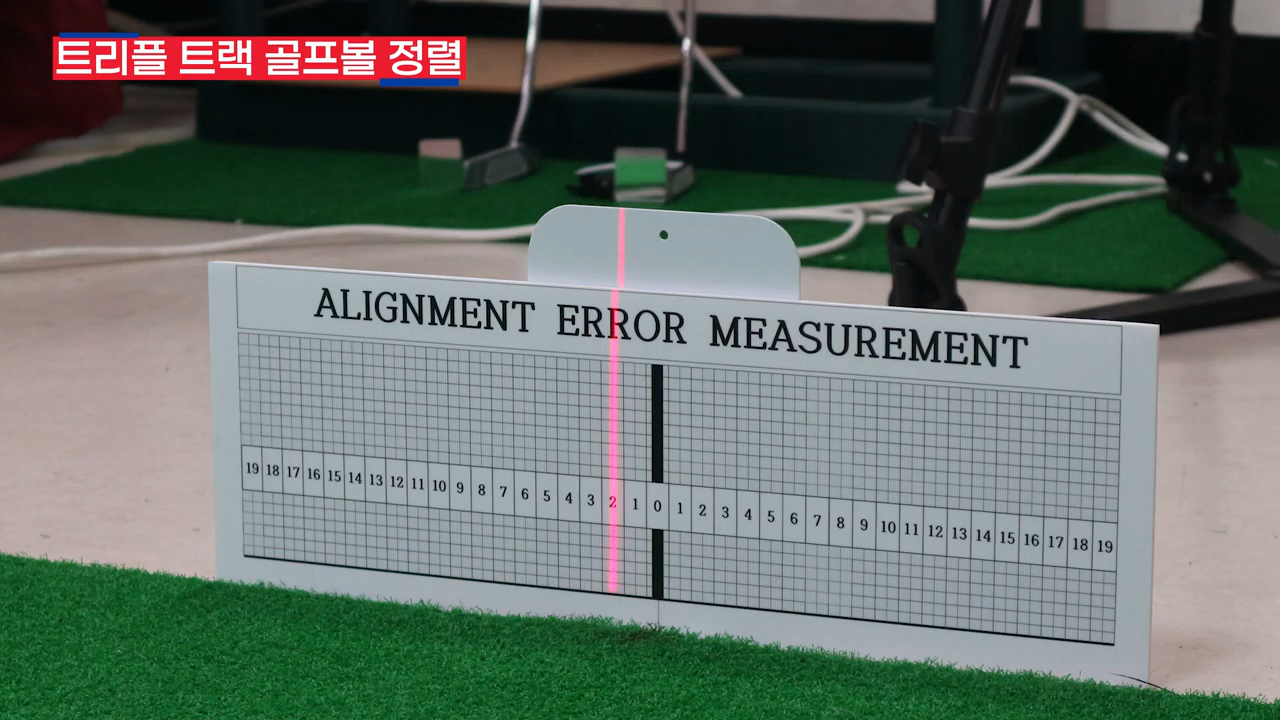 트리플 트랙 골프볼 정렬
ALIGNMENT ERROR MEASUREMENT
19 18 17 16 15 14 13 12 11 10 9 8 7 6 5 4 3 2 1 0 1 2 3 4 5 6 7 8 9 10 11 12 13 14 15 16 17 18 19